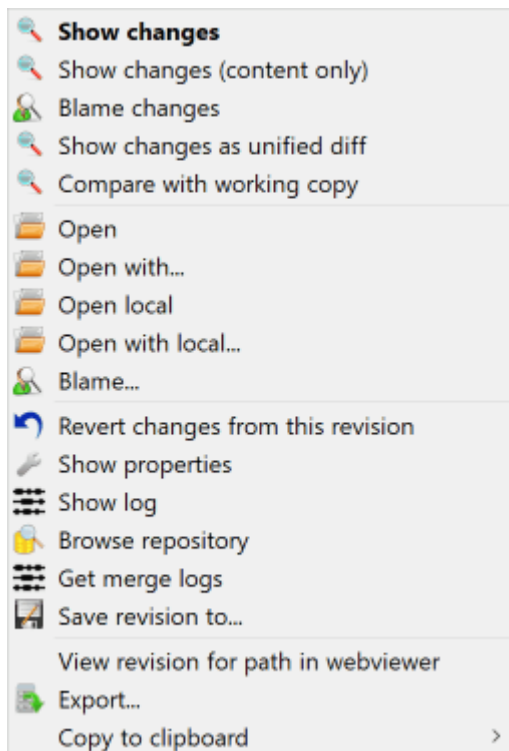 Show changes
Show changes (content only)
Blame changes
Show changes as unified diff
Compare with working copy
Open
Open with...
Open local
Open with local...
Blame...
Revert changes from this revision
Show properties
Show log
Browse repository
Get merge logs
Save revision to...
View revision for path in webviewer
Export...
Copy to clipboard